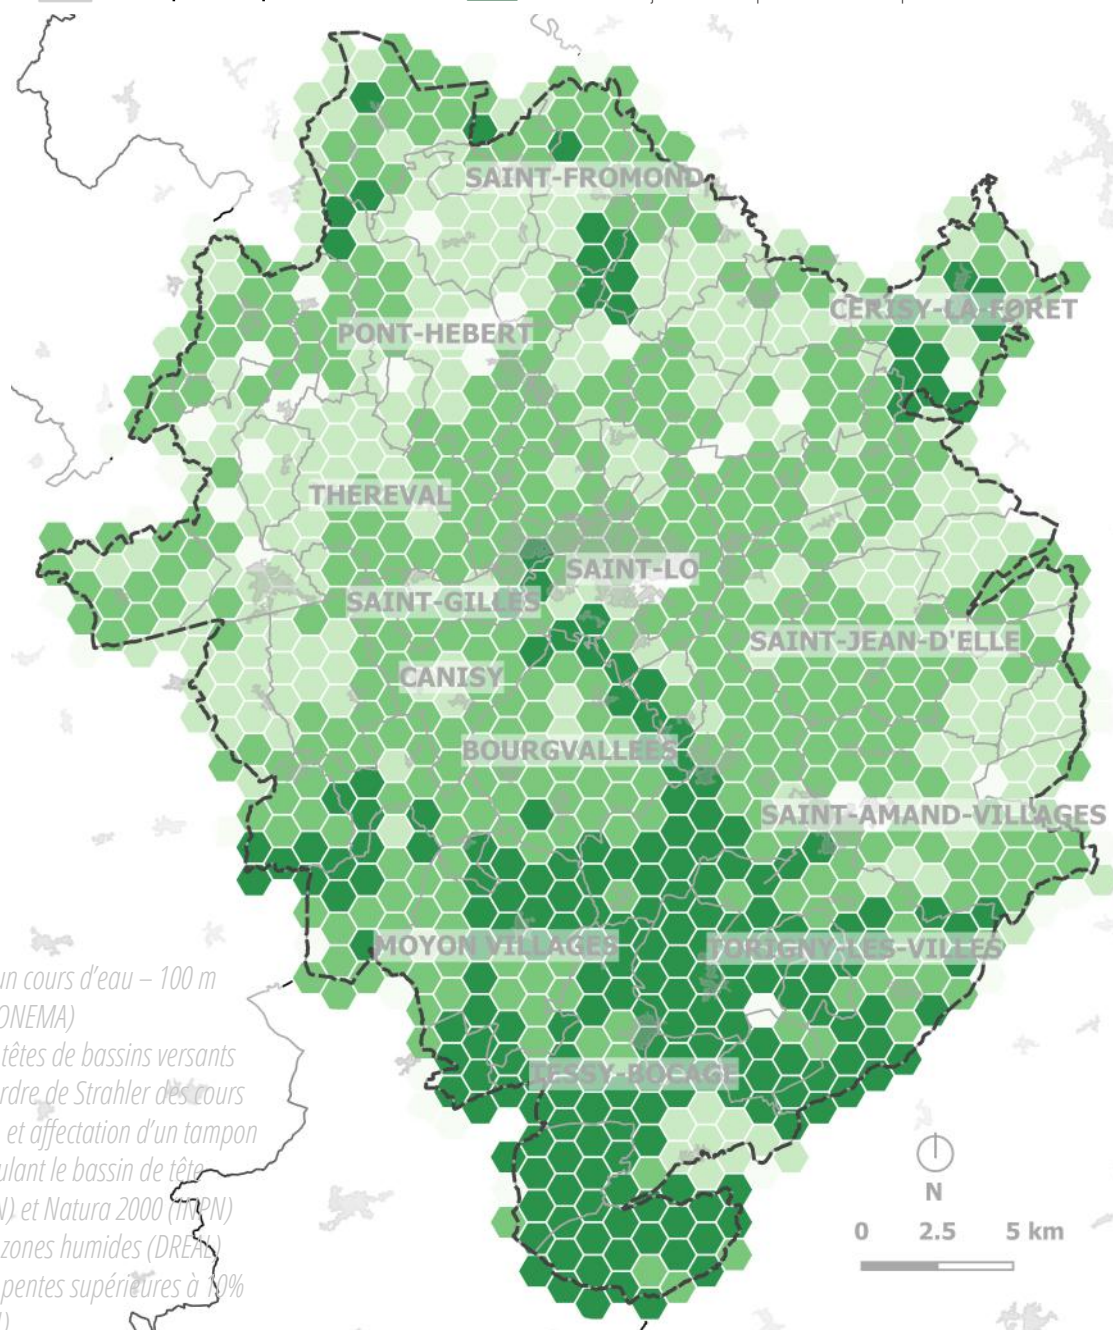 SAINT-FROMOND
CERISY-LA-FORET
PONT-HEBERT
THEREVAL
SAINT-LO
SAINT-GILLES
SAINT-JEAN-D'ELLE
CANISY
BOURGVALLEES
SAINT-AMAND-VILLAGES
MOYON VILLAGES
TORIGNY-LES-VILLES
un cours d'eau – 100 m
ONEMA)
têtes de bassins versants
TESSY-BOCAGE
ordre de Strahler des cours
et affectation d'un tampon
ulant le bassin de tête
N) et Natura 2000 (INPN)
zones humides (DREAL)
pentes supérieures à 10%
N
0 2.5 5 km